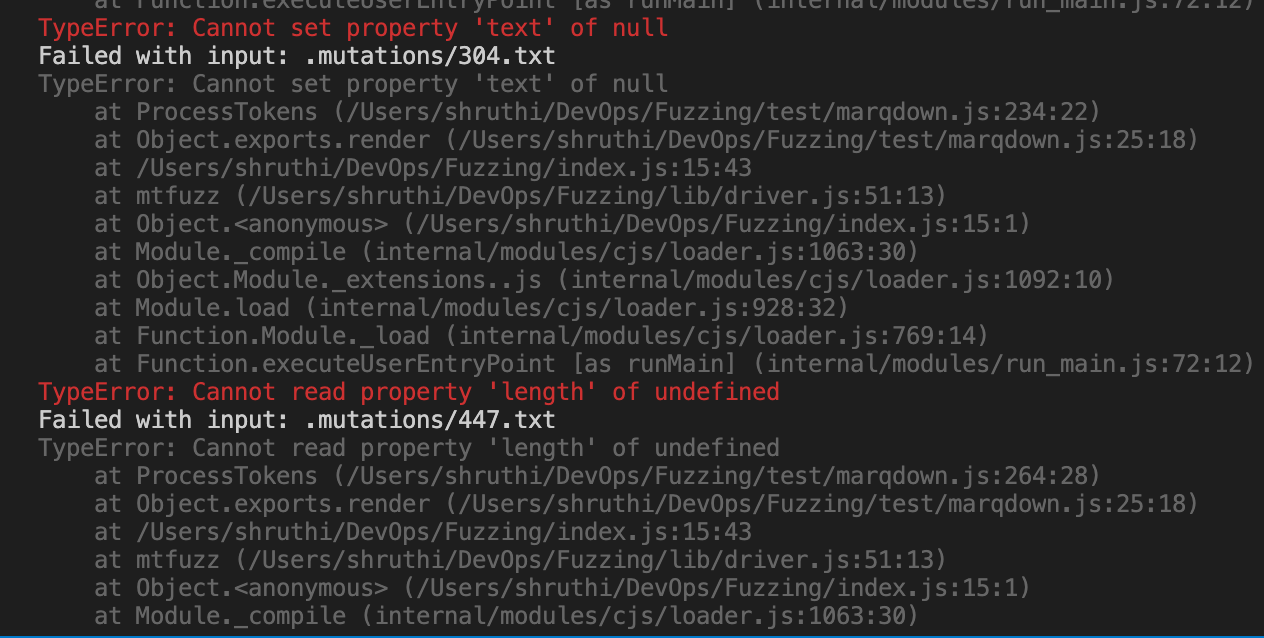 at Function.executeUserEntryPoint [as runMain] (internal/modules/run_main.js:72:12)
TypeError: Cannot set property 'text' of null
Failed with input: .mutations/304.txt
TypeError: Cannot set property 'text' of null
at ProcessTokens (/Users/shruthi/DevOps/Fuzzing/test/marqdown.js:234:22)
at Object.exports.render (/Users/shruthi/DevOps/Fuzzing/test/marqdown.js:25:18)
at /Users/shruthi/DevOps/Fuzzing/index.js:15:43
at mtfuzz (/Users/shruthi/DevOps/Fuzzing/lib/driver.js:51:13)
at Object.<anonymous> (/Users/shruthi/DevOps/Fuzzing/index.js:15:1)
at Module._compile (internal/modules/cjs/loader.js:1063:30)
at Object.Module._extensions..js (internal/modules/cjs/loader.js:1092:10)
at Module.load (internal/modules/cjs/loader.js:928:32)
at Function.Module._load (internal/modules/cjs/loader.js:769:14)
at Function.executeUserEntryPoint [as runMain] (internal/modules/run_main.js:72:12)
TypeError: Cannot read property 'length' of undefined
Failed with input: .mutations/447.txt
TypeError: Cannot read property 'length' of undefined
at ProcessTokens (/Users/shruthi/DevOps/Fuzzing/test/marqdown.js:264:28)
at Object.exports.render (/Users/shruthi/DevOps/Fuzzing/test/marqdown.js:25:18)
at /Users/shruthi/DevOps/Fuzzing/index.js:15:43
at mtfuzz (/Users/shruthi/DevOps/Fuzzing/lib/driver.js:51:13)
at Object.<anonymous> (/Users/shruthi/DevOps/Fuzzing/index.js:15:1)
at Module._compile (internal/modules/cjs/loader.js:1063:30)